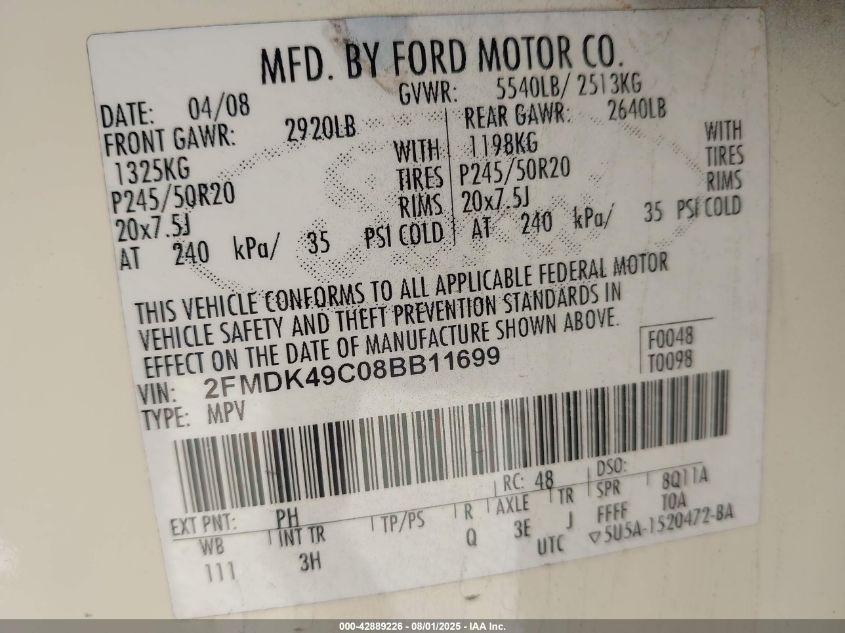 MFD. BY FORD MOTOR CO.
DATE: 04/08 GVWR: 5540LB/ 2513KG
FRONT GAWR: 2920LB REAR GAWR: 2640LB
1325KG WITH 1198KG WITH
P245/50R20 TIRES P245/50R20 TIRES
20x7.5J RIMS 20x7.5J RIMS
AT 240 kPa/ 35 PSI COLD AT 240 kPa/ 35 PSI COLD
THIS VEHICLE CONFORMS TO ALL APPLICABLE FEDERAL MOTOR
VEHICLE SAFETY AND THEFT PREVENTION STANDARDS IN
EFFECT ON THE DATE OF MANUFACTURE SHOWN ABOVE.
F0048
VIN: 2FMDK49C08BB11699 T0098
TYPE: MPV
EXT PNT: PH RC: 48 DSO:
WB INT TR TP/PS R AXLE TR SPR 8Q11A
111 3H Q 3E J FFFF T0A
UTC 5U5A-1520472-BA
000-42889226 - 08/01/2025 - IAA Inc.